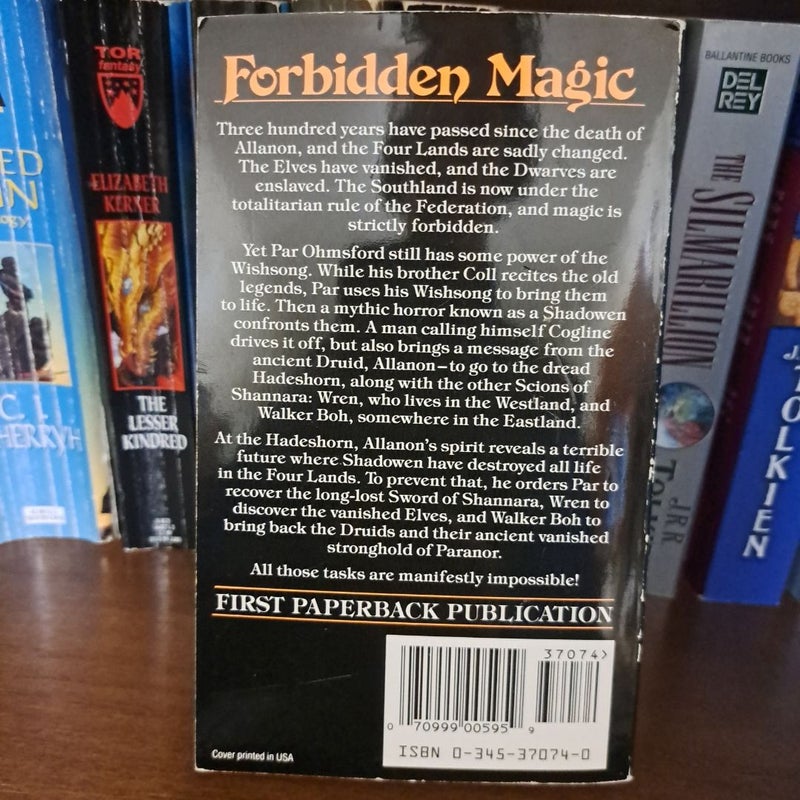 Forbidden Magic
Three hundred years have passed since the death of
Allanon, and the Four Lands are sadly changed.
The Elves have vanished, and the Dwarves are
enslaved. The Southland is now under the
totalitarian rule of the Federation, and magic is
strictly forbidden.
Yet Par Ohmsford still has some power of the
Wishsong. While his brother Coll recites the old
legends, Par uses his Wishsong to bring them
to life. Then a mythic horror known as a Shadowen
confronts them. A man calling himself Cogline
drives it off, but also brings a message from the
ancient Druid, Allanon—to go to the dread
Hadeshorn, along with the other Scions of
Shannara: Wren, who lives in the Westland, and
Walker Boh, somewhere in the Eastland.
At the Hadeshorn, Allanon's spirit reveals a terrible
future where Shadowen have destroyed all life
in the Four Lands. To prevent that, he orders Par to
recover the long-lost Sword of Shannara, Wren to
discover the vanished Elves, and Walker Boh to
bring back the Druids and their ancient vanished
stronghold of Paranor.
All those tasks are manifestly impossible!
FIRST PAPERBACK PUBLICATION
37074>
0 70999 00595 9
ISBN 0-345-37074-0
Cover printed in USA
TOR
fantasy
ELIZABETH
KERNER
THE
LESSER
KINDRED
BALLANTINE BOOKS
DEL
REY
THE SILMARILLION
J.R.R.
TOLKIEN